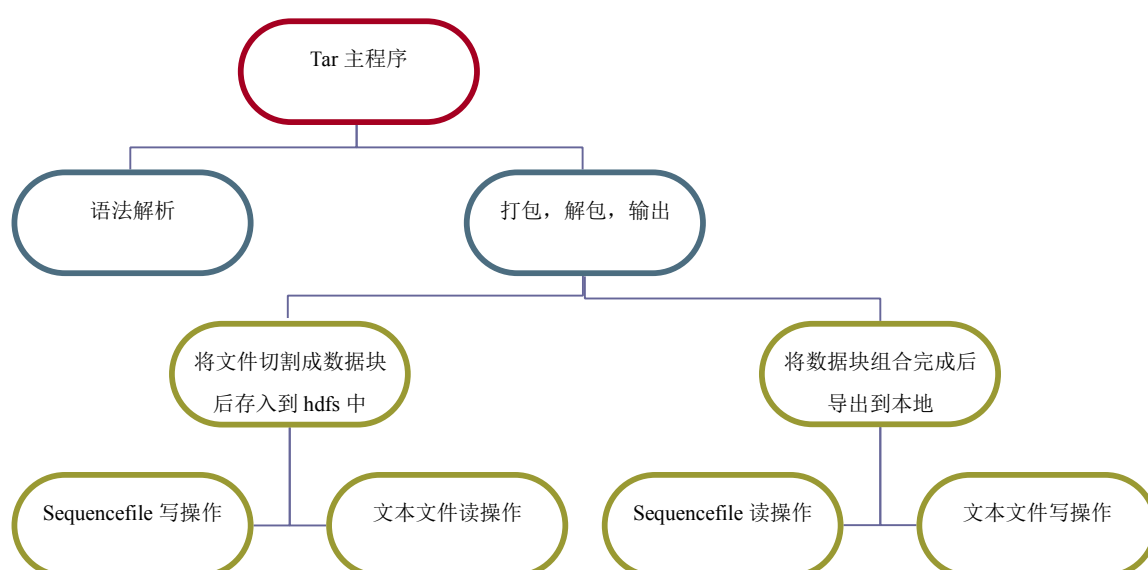 Tar 主程序
语法解析
打包，解包，输出
将文件切割成数据块
后存入到 hdfs 中
将数据块组合完成后
导出到本地
Sequencefile 写操作
文本文件读操作
Sequencefile 读操作
文本文件写操作